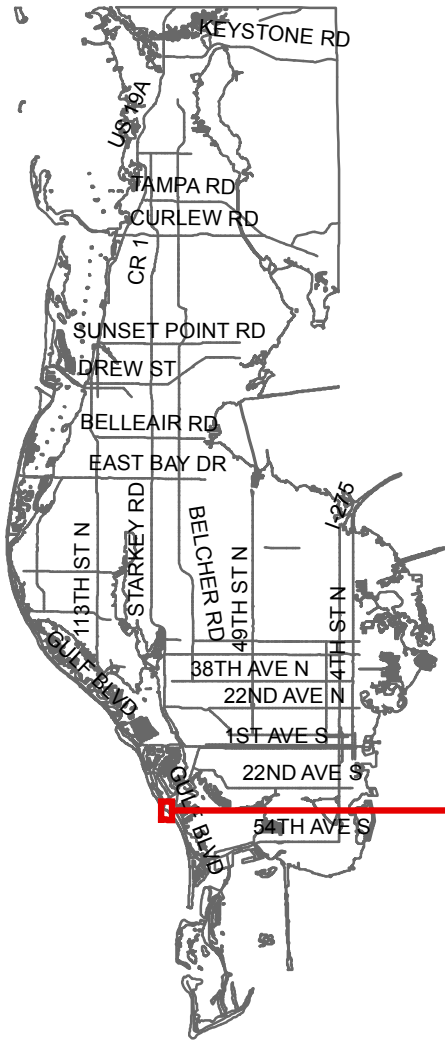 KEYSTONE RD
US 19A
TAMPA RD
CURLEW RD
CR 1
SUNSET POINT RD
DREW ST
BELLEAIR RD
EAST BAY DR
I-275
STARKEY RD
BELCHER RD
113TH ST N
49TH ST N
4TH ST N
38TH AVE N
GULF BLVD
22ND AVE N
1ST AVE S
22ND AVE S
GULF BLVD
54TH AVE S